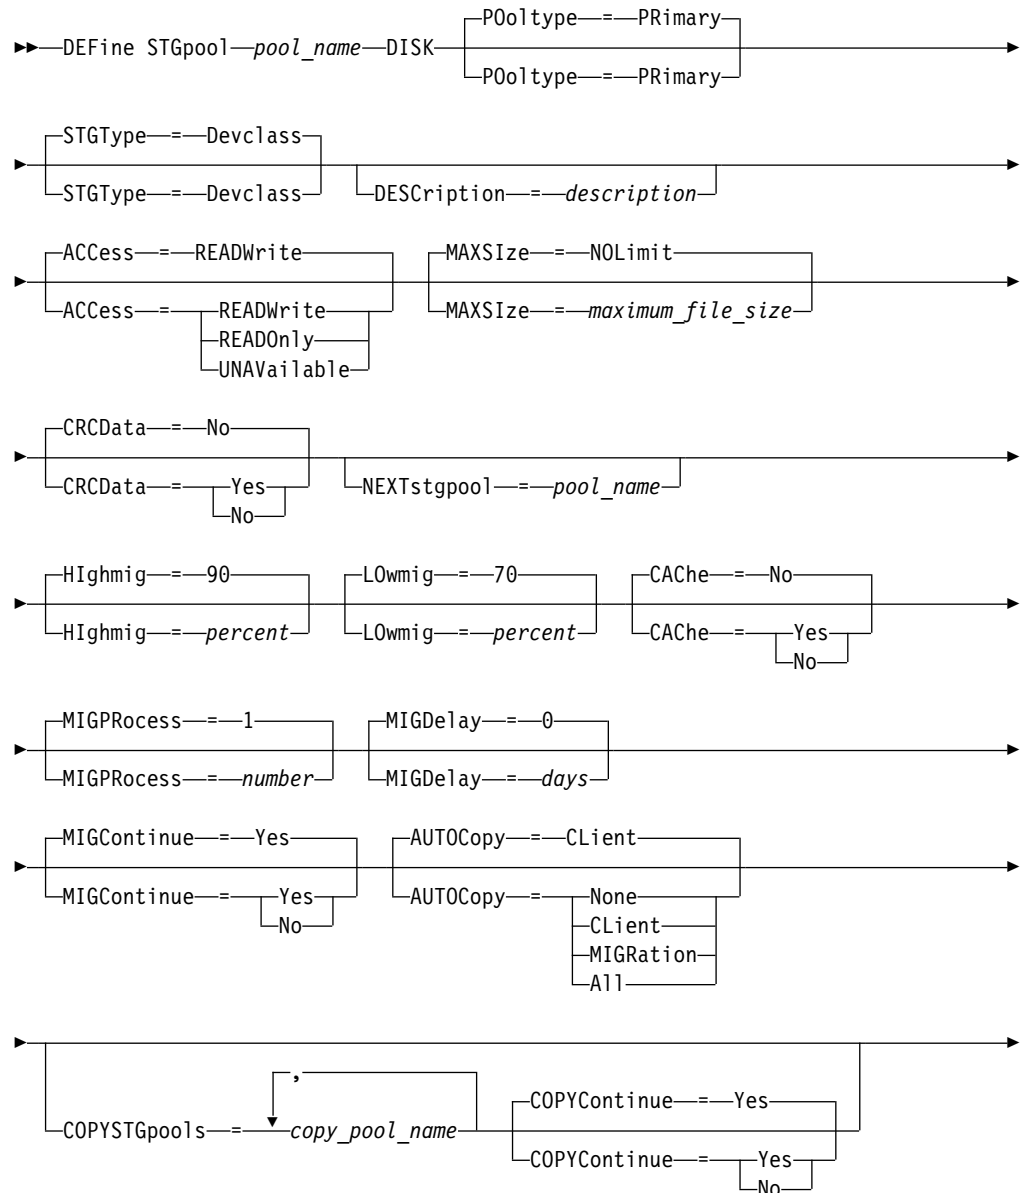 POoltype = PRimary
DEFine STGpool pool_name DISK
POoltype = PRimary
STGType = Devclass
STGType = Devclass DESCription = description
ACCess = READWrite MAXSIze = NOLimit
ACCess = READWrite MAXSIze = maximum_file_size
READOnly
UNAVailable
CRCData = No
CRCData = Yes NEXTstgpool = pool_name
No
HIghmig = 90 LOwmig = 70 CAChe = No
HIghmig = percent LOwmig = percent CAChe = Yes
No
MIGPRocess = 1 MIGDelay = 0
MIGPRocess = number MIGDelay = days
MIGContinue = Yes AUTOCopy = CLient
MIGContinue = Yes AUTOCopy = None
No CLient
MIGRation
All
,
COPYContinue = Yes
COPYSTGpools = copy_pool_name
COPYContinue = Yes
No